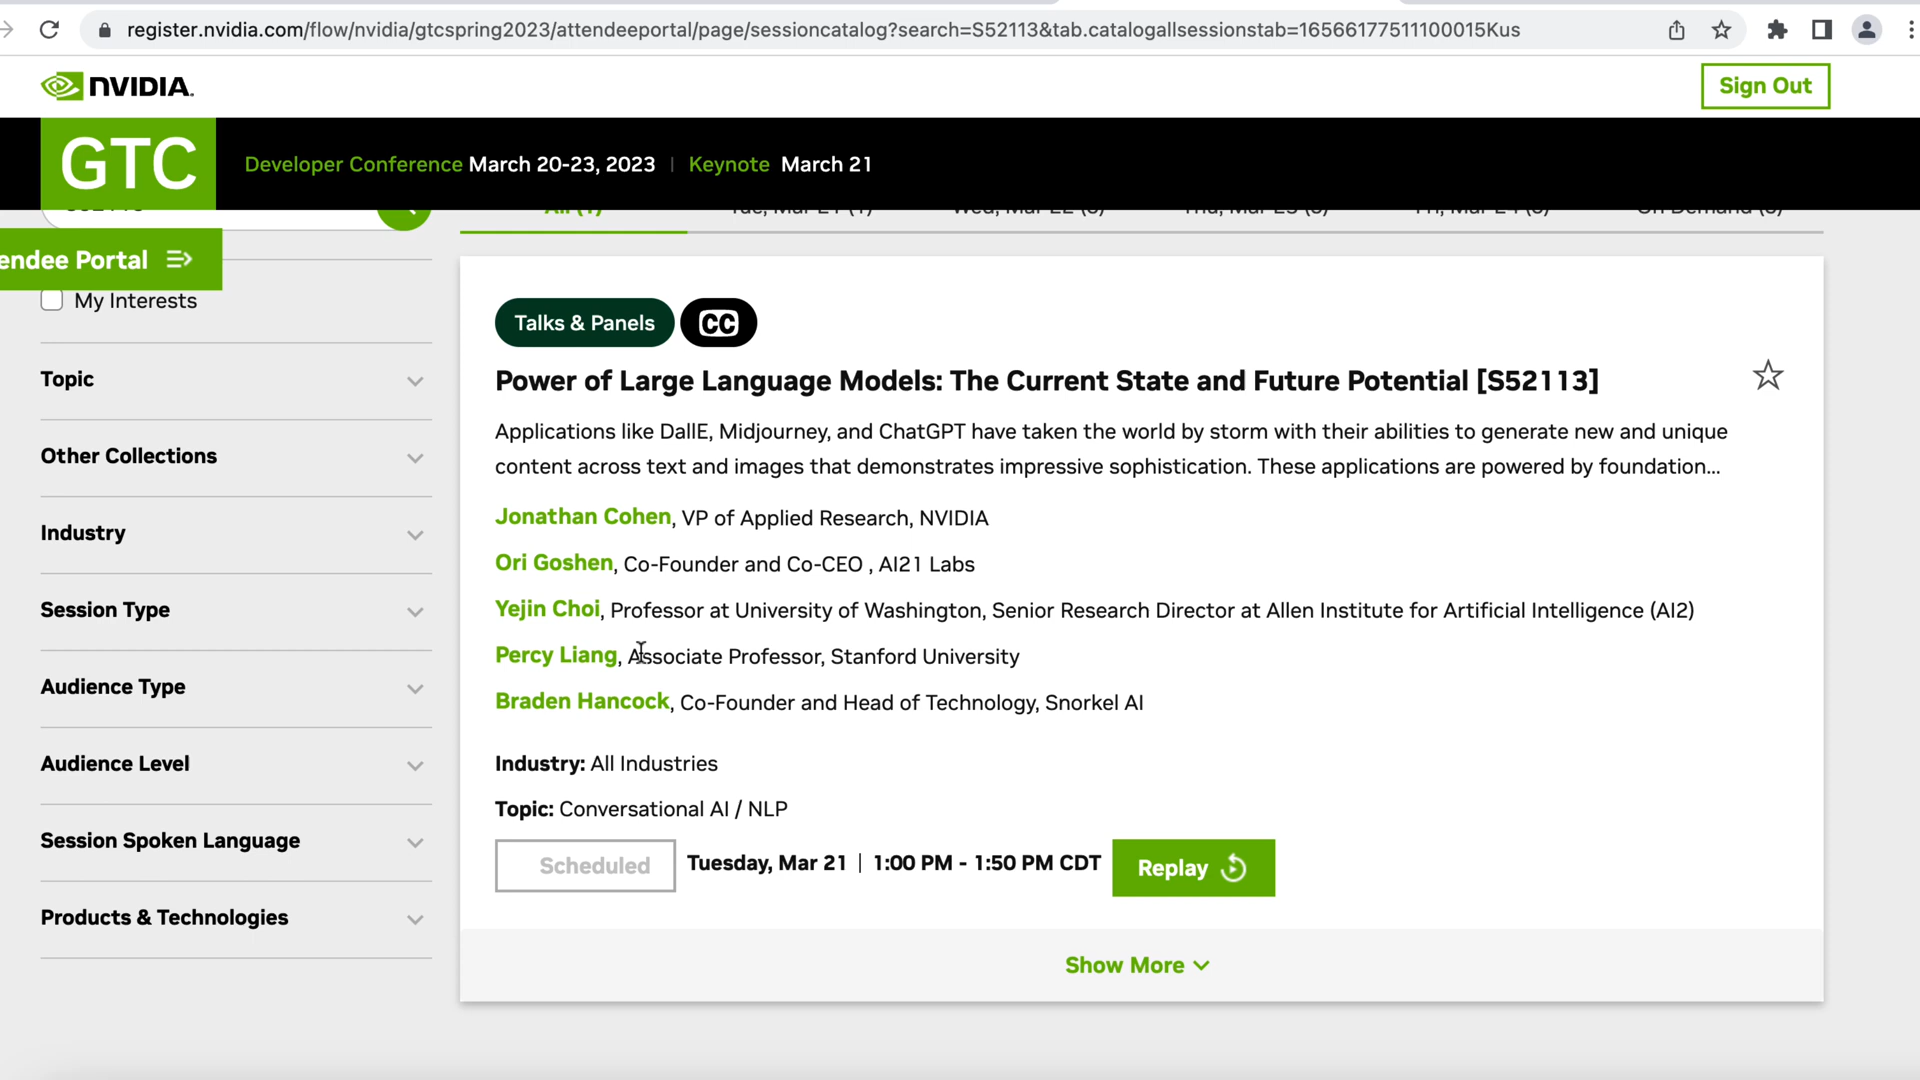 register.nvidia.com/flow/nvidia/gtcspring2023/attendeeportal/page/sessioncatalog?search=S52113&tab.catalogallsessionstab=16566177511100015Kus
NVIDIA.
Sign Out
GTC
Developer Conference March 20-23, 2023 | Keynote March 21
endee Portal
My Interests
Topic
Other Collections
Industry
Session Type
Audience Type
Audience Level
Session Spoken Language
Products & Technologies
Talks & Panels CC
Power of Large Language Models: The Current State and Future Potential [S52113]
Applications like DallE, Midjourney, and ChatGPT have taken the world by storm with their abilities to generate new and unique
content across text and images that demonstrates impressive sophistication. These applications are powered by foundation...
Jonathan Cohen, VP of Applied Research, NVIDIA
Ori Goshen, Co-Founder and Co-CEO , AI21 Labs
Yejin Choi, Professor at University of Washington, Senior Research Director at Allen Institute for Artificial Intelligence (AI2)
Percy Liang, Associate Professor, Stanford University
Braden Hancock, Co-Founder and Head of Technology, Snorkel AI
Industry: All Industries
Topic: Conversational AI / NLP
Scheduled Tuesday, Mar 21 | 1:00 PM - 1:50 PM CDT Replay
Show More